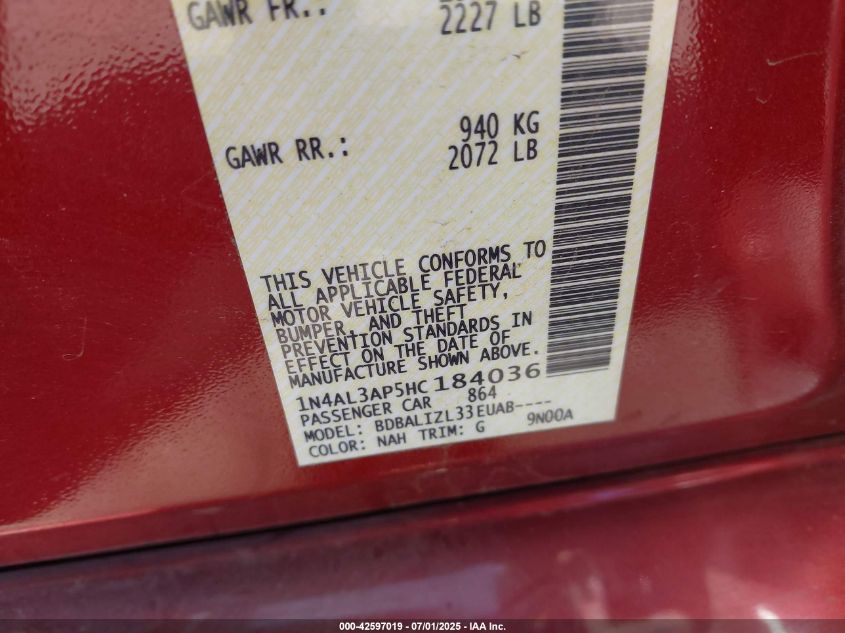 GAWR FR.:
2227 LB
940 KG
GAWR RR.: 2072 LB
THIS VEHICLE CONFORMS TO
ALL APPLICABLE FEDERAL
MOTOR VEHICLE SAFETY,
BUMPER, AND THEFT
PREVENTION STANDARDS IN
EFFECT ON THE DATE OF
MANUFACTURE SHOWN ABOVE.
1N4AL3AP5HC184036
PASSENGER CAR 864
MODEL: BDBALIZL33EUAB----
COLOR: NAH TRIM: G 9N00A
000-42597019 - 07/01/2025 - IAA Inc.